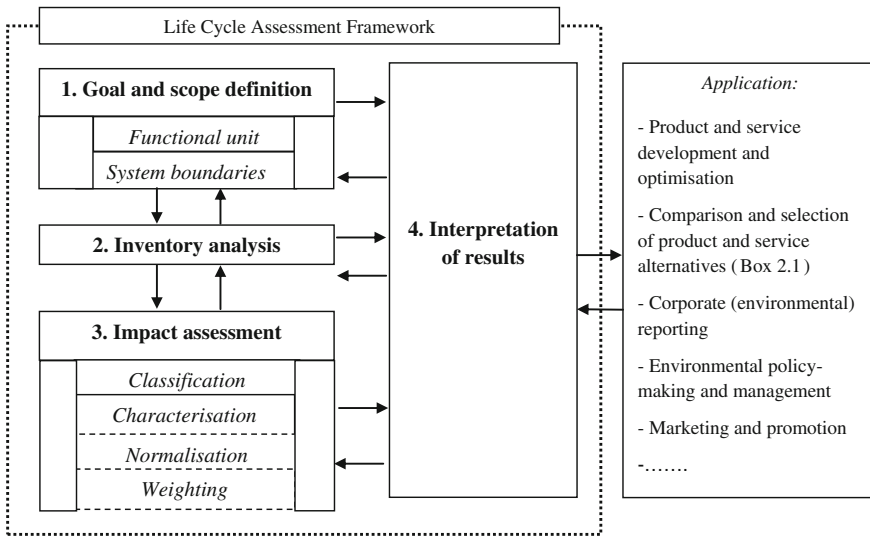 Life Cycle Assessment Framework
1. Goal and scope definition
Functional unit
System boundaries
2. Inventory analysis
3. Impact assessment
Classification
Characterisation
Normalisation
Weighting
4. Interpretation
of results
Application:
- Product and service
development and
optimisation
- Comparison and selection
of product and service
alternatives (Box 2.1)
- Corporate (environmental)
reporting
- Environmental policy-
making and management
- Marketing and promotion
-.......